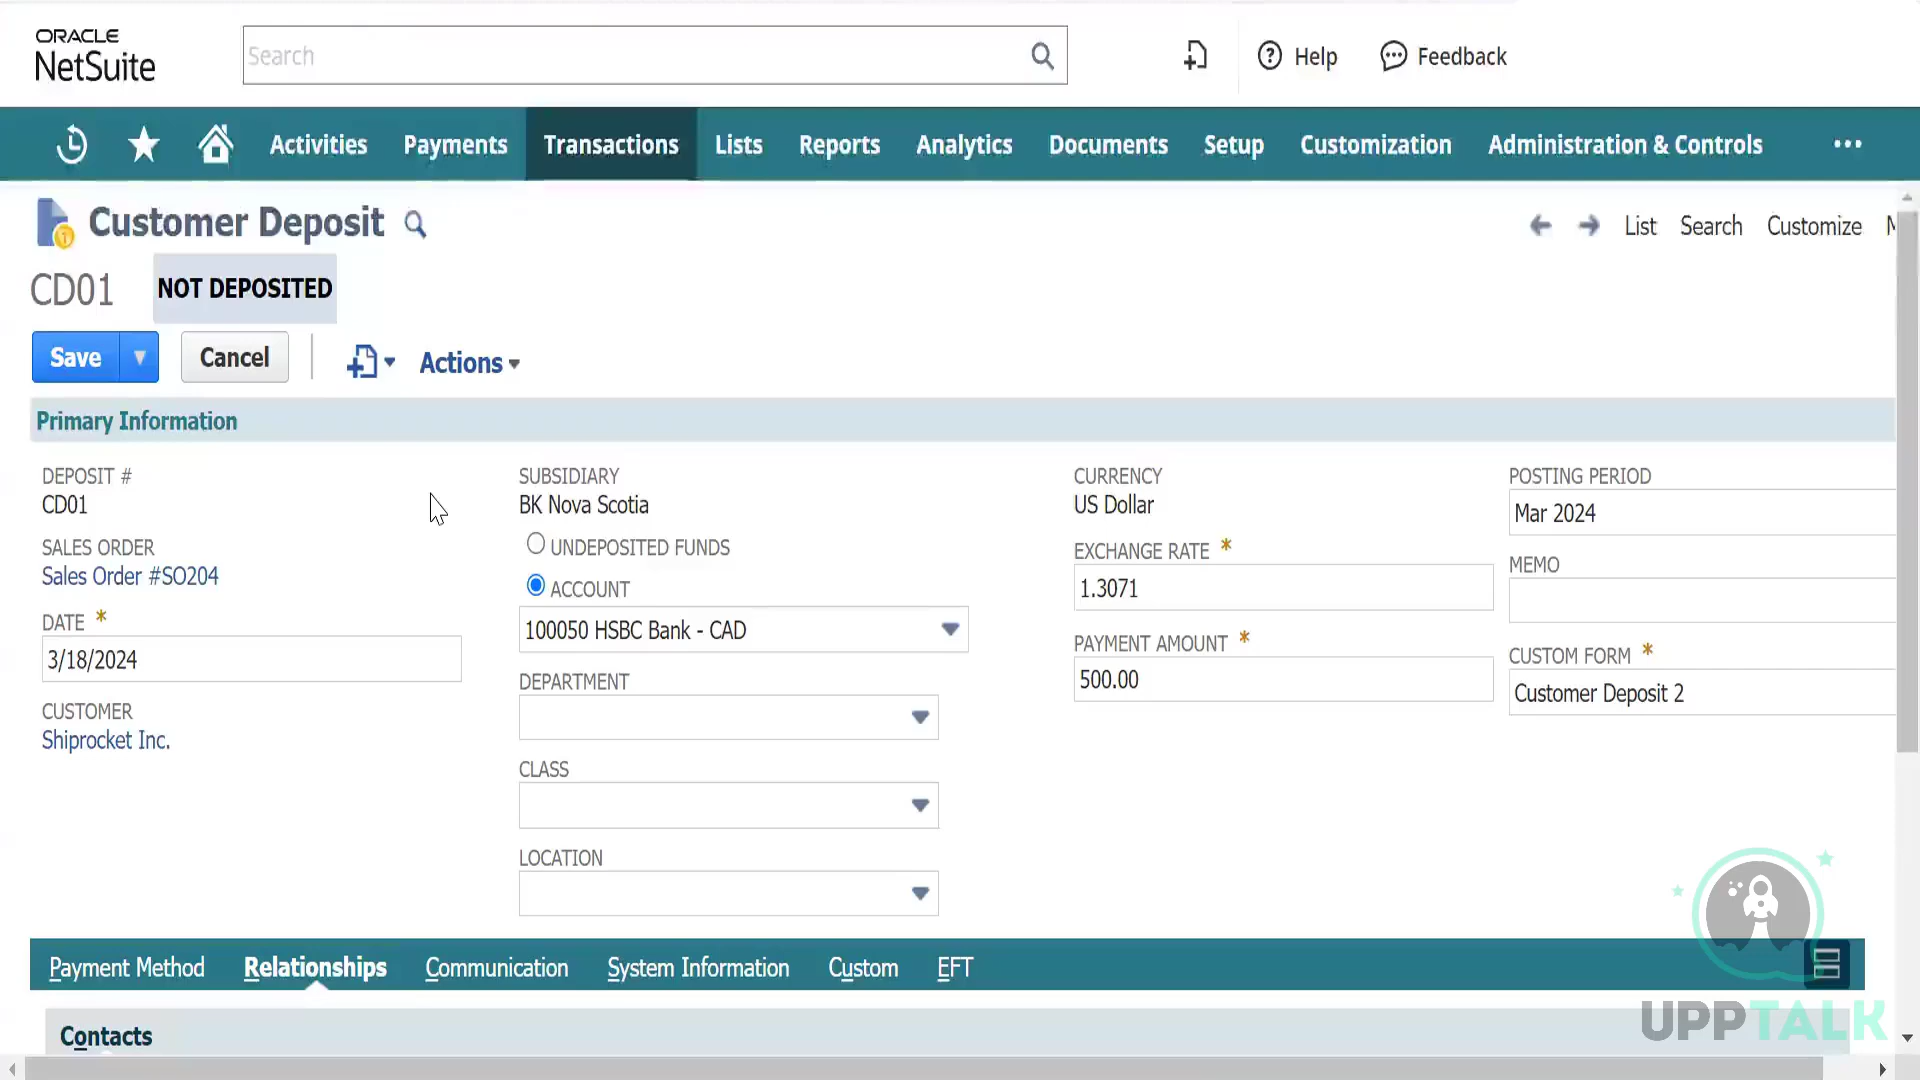 ORACLE
NetSuite
Search
Help
Feedback
Activities
Payments
Transactions
Lists
Reports
Analytics
Documents
Setup
Customization
Administration & Controls
Customer Deposit
List
Search
Customize
CD01
NOT DEPOSITED
Save
Cancel
Actions
Primary Information
DEPOSIT #
CD01
SALES ORDER
Sales Order #SO204
DATE *
3/18/2024
CUSTOMER
Shiprocket Inc.
SUBSIDIARY
BK Nova Scotia
UNDEPOSITED FUNDS
ACCOUNT
100050 HSBC Bank - CAD
DEPARTMENT
CLASS
LOCATION
CURRENCY
US Dollar
EXCHANGE RATE *
1.3071
PAYMENT AMOUNT *
500.00
POSTING PERIOD
Mar 2024
MEMO
CUSTOM FORM *
Customer Deposit 2
Payment Method
Relationships
Communication
System Information
Custom
EFT
Contacts
UPPTALK